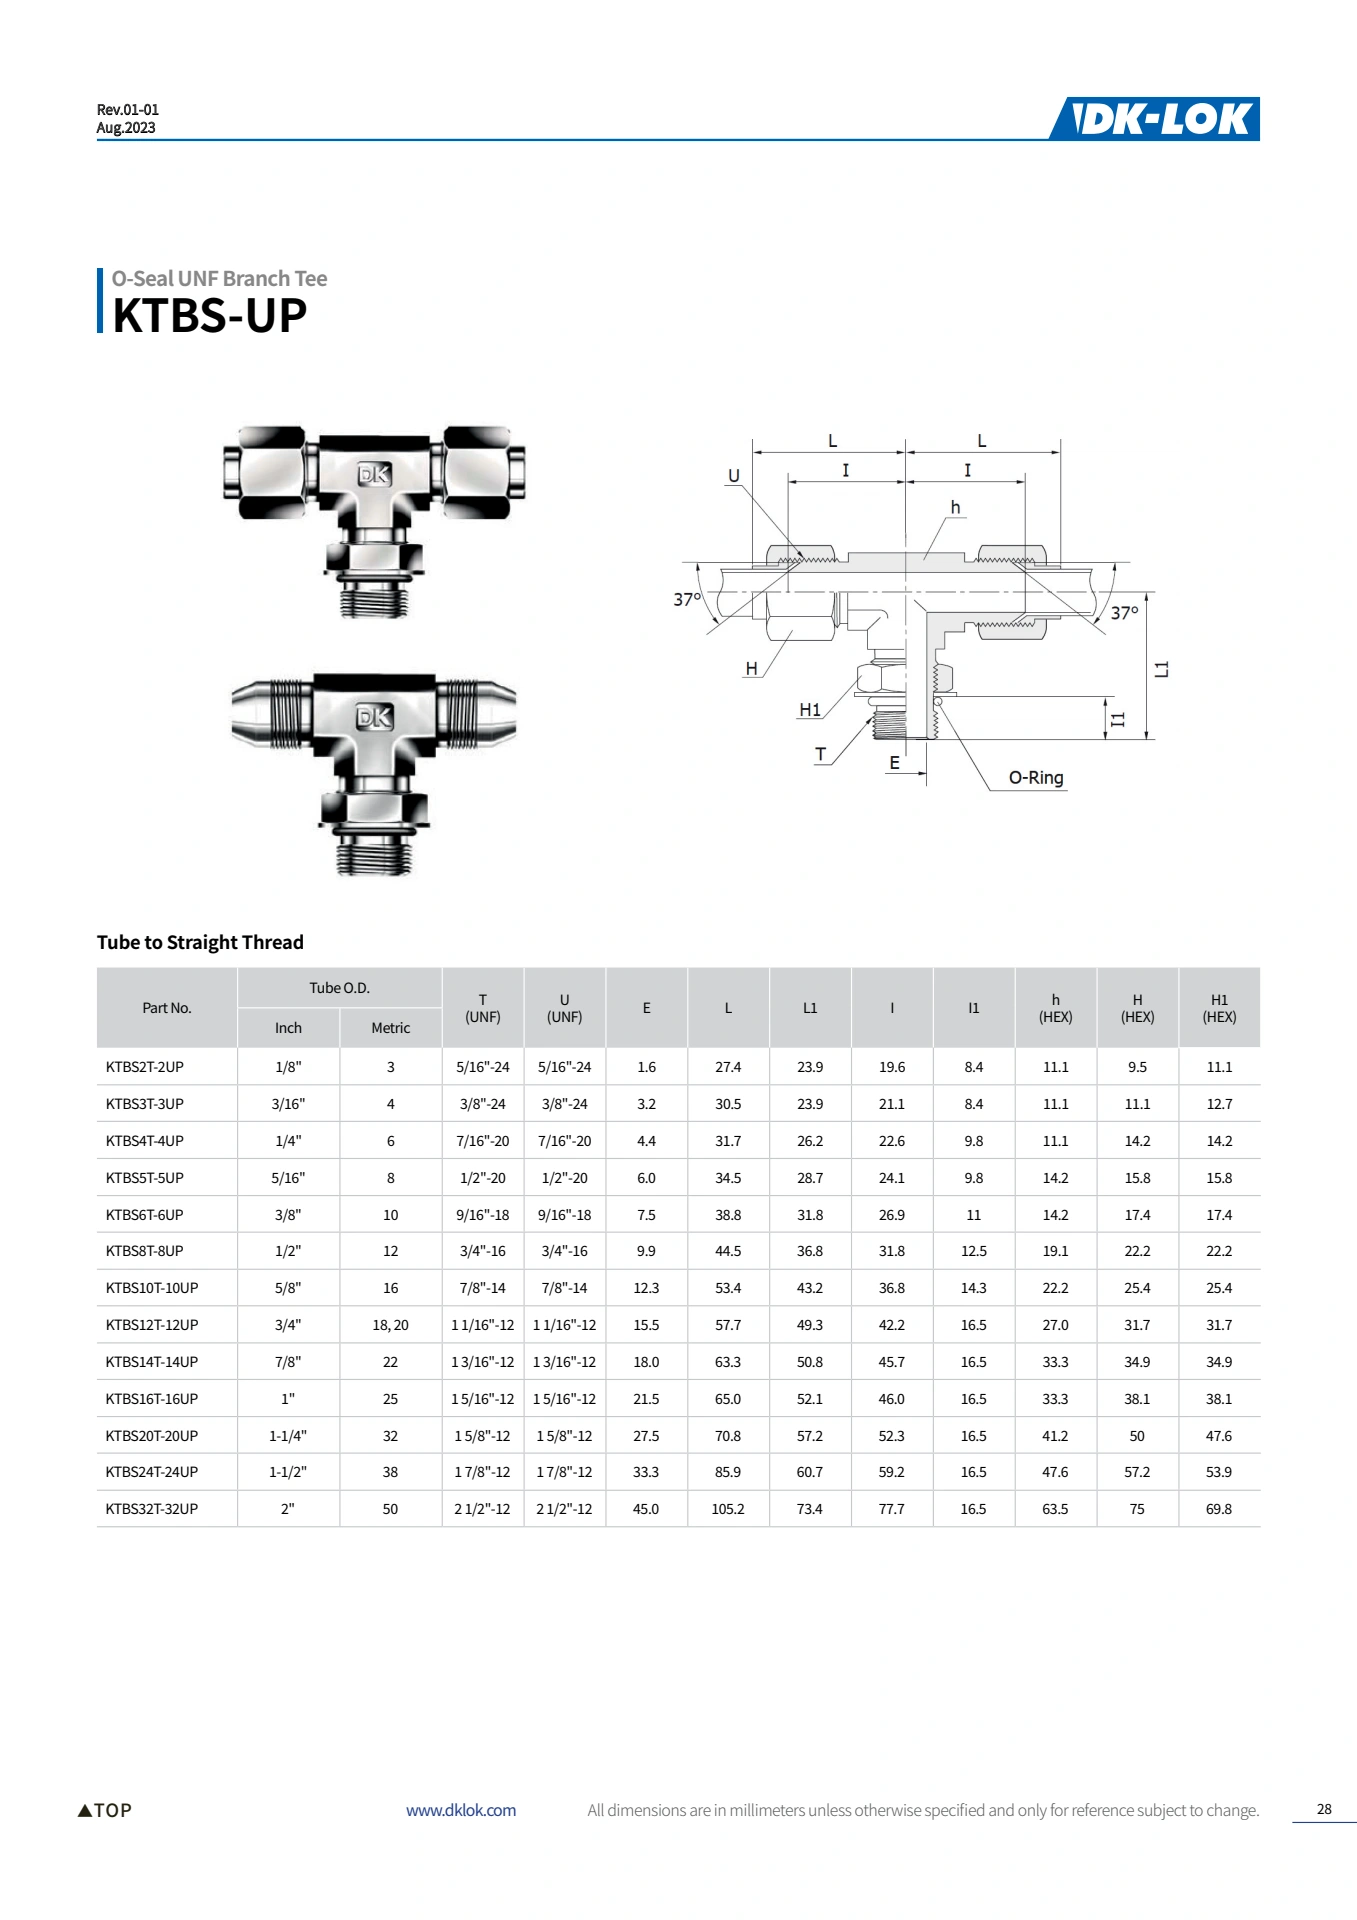 Rev.01-01
Aug.2023
DK-LOK
O-Seal UNF Branch Tee
KTBS-UP
DK
DK
L L
I I
U
h
37°
37°
H
H1
T
E
O-Ring
L1
I1
Tube to Straight Thread
Part No. Tube O.D. Inch Metric T (UNF) U (UNF) E L L1 I I1 h (HEX) H (HEX) H1 (HEX)
KTBS2T-2UP 1/8" 3 5/16"-24 5/16"-24 1.6 27.4 23.9 19.6 8.4 11.1 9.5 11.1
KTBS3T-3UP 3/16" 4 3/8"-24 3/8"-24 3.2 30.5 23.9 21.1 8.4 11.1 11.1 12.7
KTBS4T-4UP 1/4" 6 7/16"-20 7/16"-20 4.4 31.7 26.2 22.6 9.8 11.1 14.2 14.2
KTBS5T-5UP 5/16" 8 1/2"-20 1/2"-20 6.0 34.5 28.7 24.1 9.8 14.2 15.8 15.8
KTBS6T-6UP 3/8" 10 9/16"-18 9/16"-18 7.5 38.8 31.8 26.9 11 14.2 17.4 17.4
KTBS8T-8UP 1/2" 12 3/4"-16 3/4"-16 9.9 44.5 36.8 31.8 12.5 19.1 22.2 22.2
KTBS10T-10UP 5/8" 16 7/8"-14 7/8"-14 12.3 53.4 43.2 36.8 14.3 22.2 25.4 25.4
KTBS12T-12UP 3/4" 18, 20 1 1/16"-12 1 1/16"-12 15.5 57.7 49.3 42.2 16.5 27.0 31.7 31.7
KTBS14T-14UP 7/8" 22 1 3/16"-12 1 3/16"-12 18.0 63.3 50.8 45.7 16.5 33.3 34.9 34.9
KTBS16T-16UP 1" 25 1 5/16"-12 1 5/16"-12 21.5 65.0 52.1 46.0 16.5 33.3 38.1 38.1
KTBS20T-20UP 1-1/4" 32 1 5/8"-12 1 5/8"-12 27.5 70.8 57.2 52.3 16.5 41.2 50 47.6
KTBS24T-24UP 1-1/2" 38 1 7/8"-12 1 7/8"-12 33.3 85.9 60.7 59.2 16.5 47.6 57.2 53.9
KTBS32T-32UP 2" 50 2 1/2"-12 2 1/2"-12 45.0 105.2 73.4 77.7 16.5 63.5 75 69.8
▲TOP www.dklok.com All dimensions are in millimeters unless otherwise specified and only for reference subject to change. 28